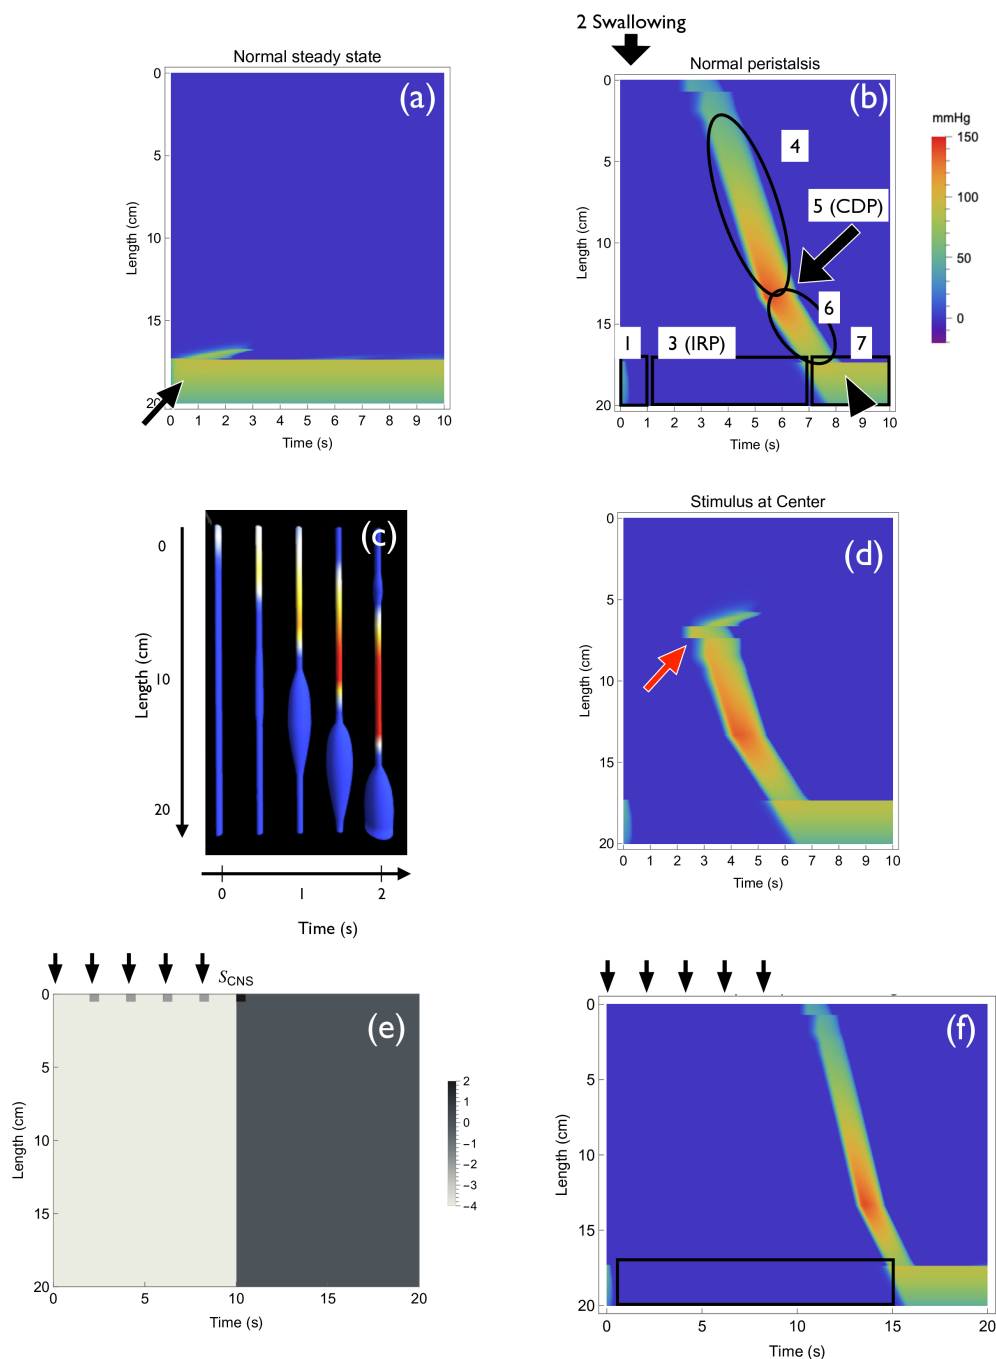 2 Swallowing
Normal steady state
(a)
0
5
10
15
20
Length (cm)
0 1 2 3 4 5 6 7 8 9 10
Time (s)
Normal peristalsis
(b)
4
5 (CDP)
6
1
3 (IRP)
7
0
5
10
15
20
Length (cm)
0 1 2 3 4 5 6 7 8 9 10
Time (s)
mmHg
150
100
50
0
(c)
0
10
20
Length (cm)
0 1 2
Time (s)
Stimulus at Center
(d)
0
5
10
15
20
Length (cm)
0 1 2 3 4 5 6 7 8 9 10
Time (s)
SCNS
(e)
0
5
10
15
20
Length (cm)
0 5 10 15 20
Time (s)
2
1
0
−1
−2
−3
−4
(f)
0
5
10
15
20
Length (cm)
0 5 10 15 20
Time (s)